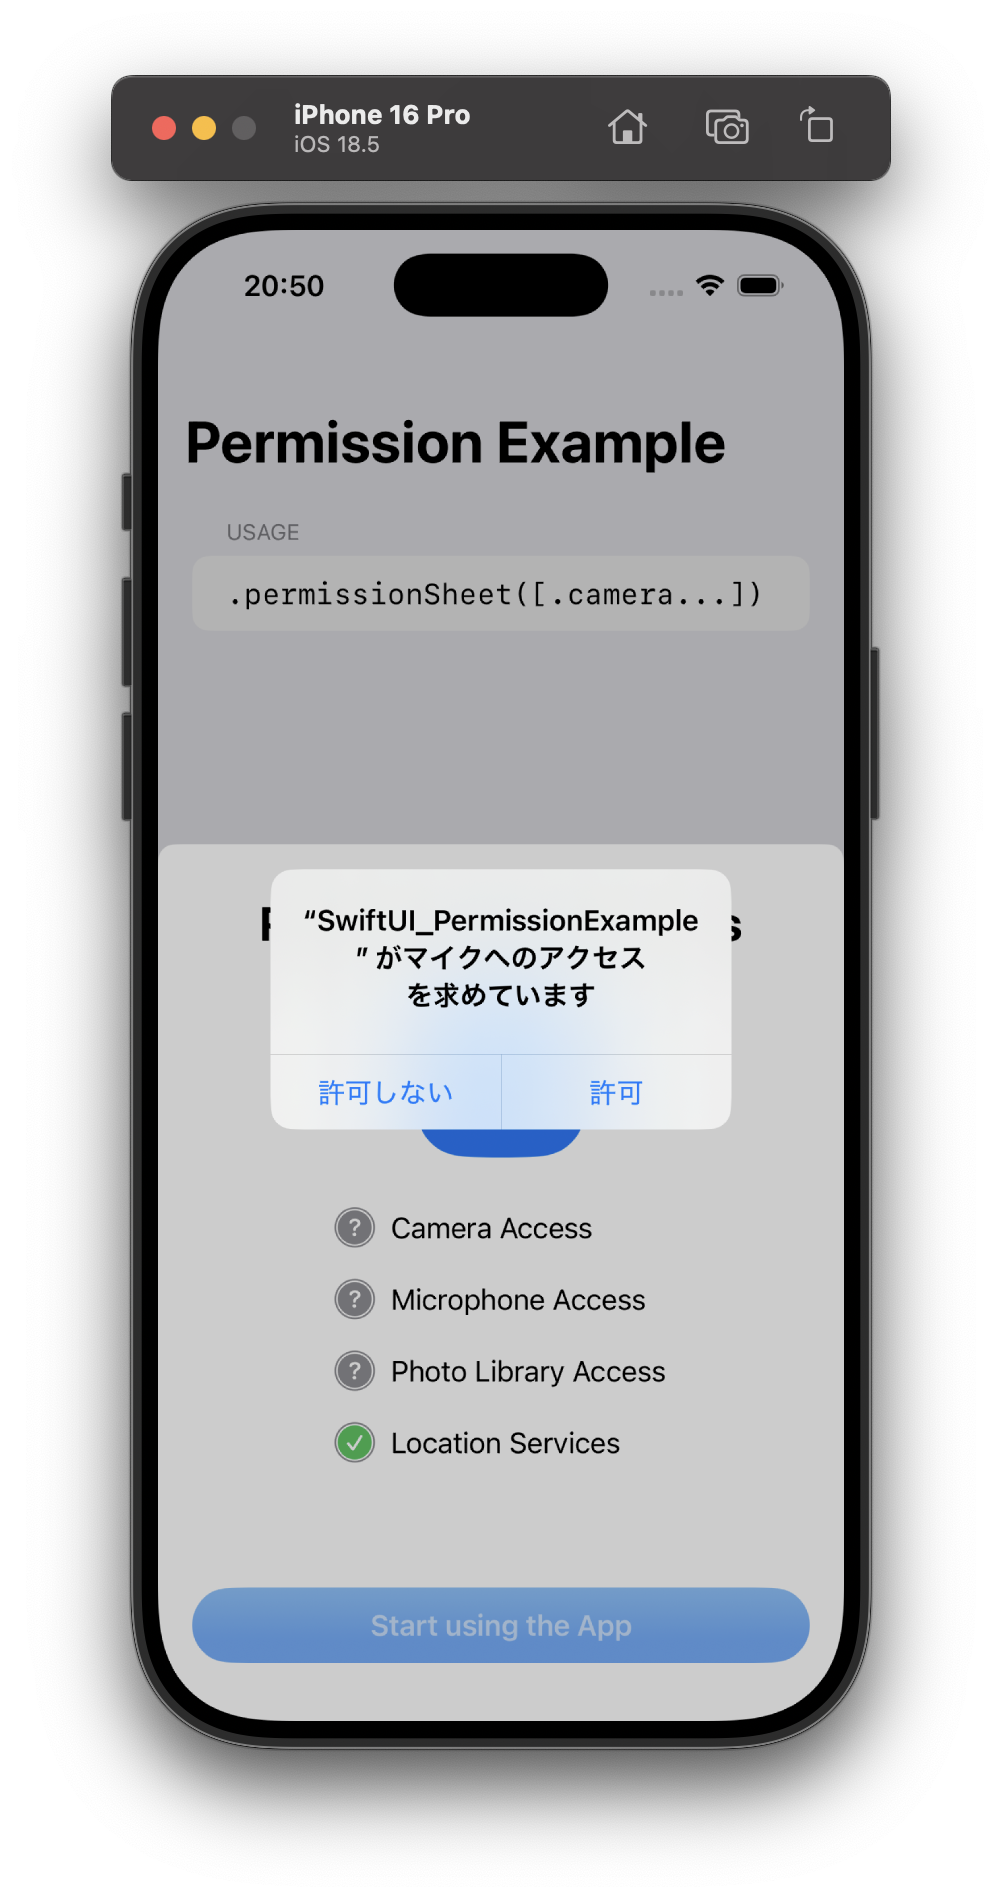 iPhone 16 Pro
iOS 18.5
20:50
Permission Example
USAGE
.permissionSheet([.camera...])
“SwiftUI_PermissionExample
” がマイクへのアクセス
を求めています
許可しない
許可
Camera Access
Microphone Access
Photo Library Access
Location Services
Start using the App